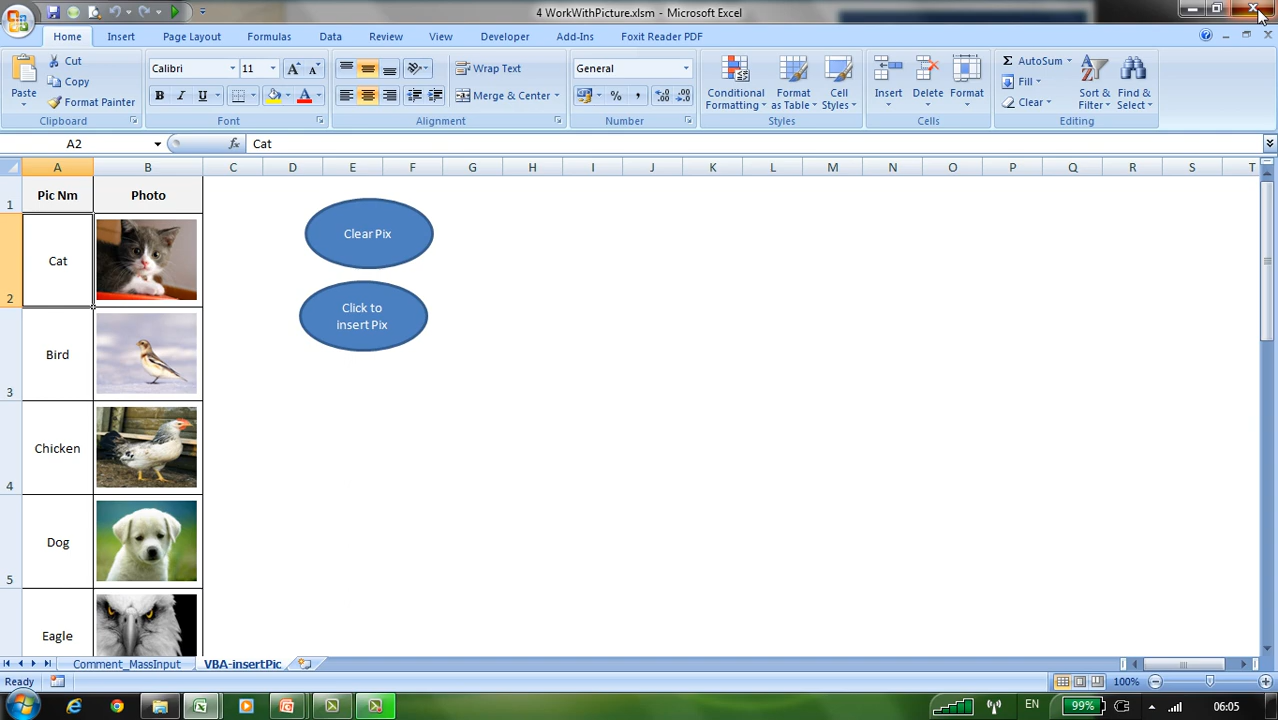 4 WorkWithPicture.xlsm - Microsoft Excel
Home Insert Page Layout Formulas Data Review View Developer Add-Ins Foxit Reader PDF
Paste
Cut
Copy
Format Painter
Clipboard
Calibri 11
B I U
Font
Wrap Text
Merge & Center
Alignment
General
% ,
Number
Conditional Formatting
Format as Table
Cell Styles
Styles
Insert
Delete
Format
Cells
Σ AutoSum
Fill
Clear
Sort & Filter
Find & Select
Editing
A2 fx Cat
A B C D E F G H I J K L M N O P Q R S T
1 Pic Nm Photo
Clear Pix
2 Cat
Click to
insert Pix
3 Bird
4 Chicken
5 Dog
Eagle
Comment_MassInput VBA-insertPic
Ready 100%
EN 99% 06:05